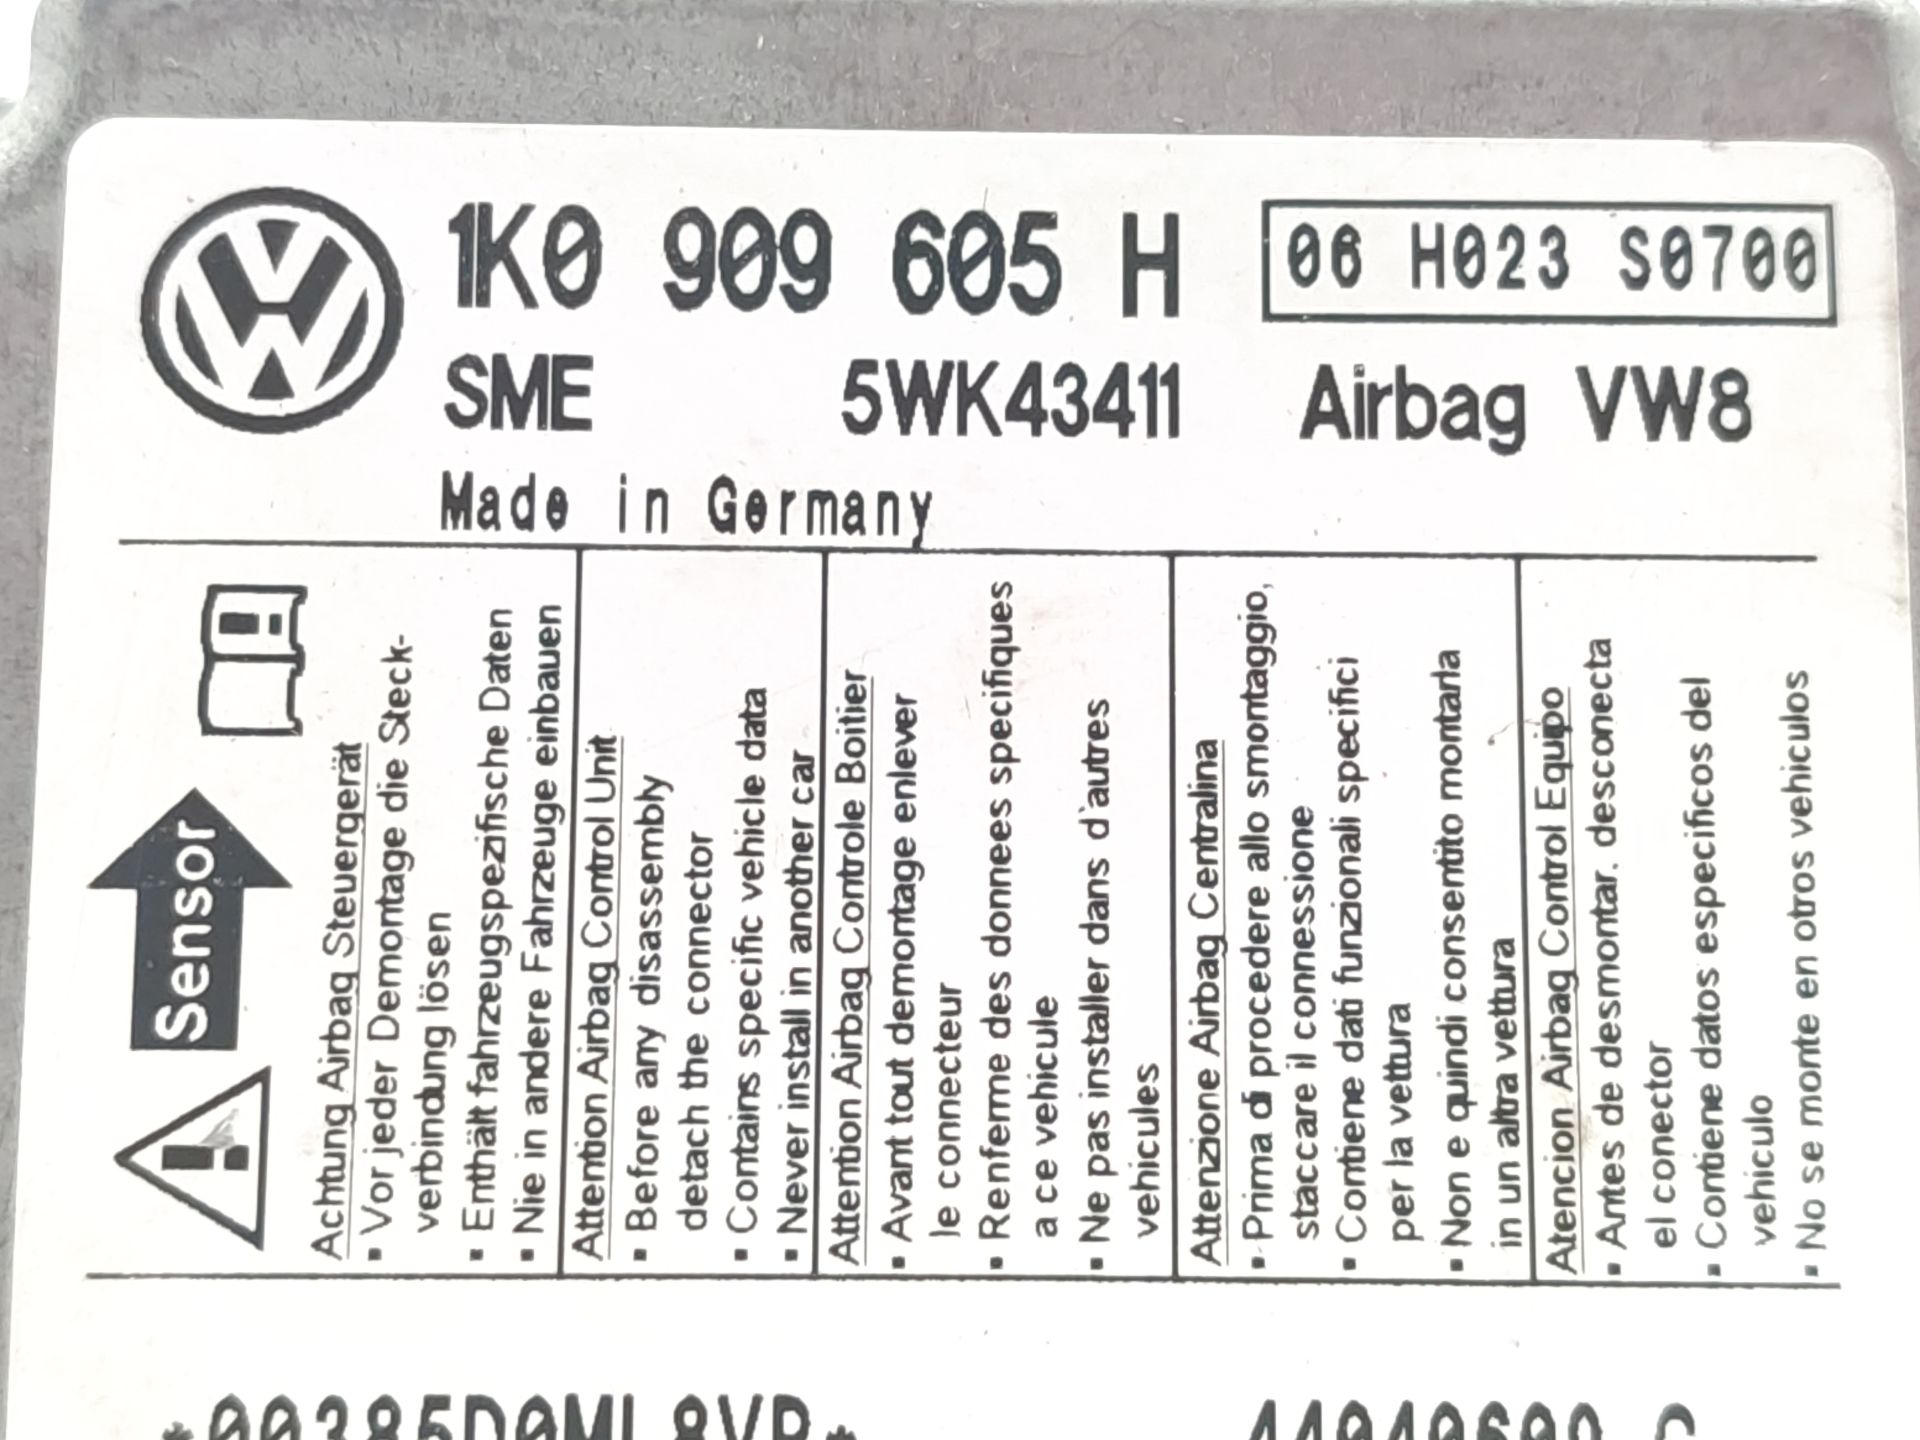 1K0 909 605 H 06 H023 S0700
SME 5WK43411 Airbag VW8
Made in Germany
Sensor
Achtung Airbag Steuergerät
▪ Vor jeder Demontage die Steck-
verbindung lösen
▪ Enthält fahrzeugspezifische Daten
▪ Nie in andere Fahrzeuge einbauen
Attention Airbag Control Unit
▪ Before any disassembly
detach the connector
▪ Contains specific vehicle data
▪ Never install in another car
Attention Airbag Controle Boitier
▪ Avant tout demontage enlever
le connecteur
▪ Renferme des donnees specifiques
a ce vehicule
▪ Ne pas installer dans d'autres
vehicules
Attenzione Airbag Centralina
▪ Prima di procedere allo smontaggio,
staccare il connessione
▪ Contiene dati funzionali specifici
per la vettura
▪ Non e quindi consentito montarla
in un altra vettura
Atencion Airbag Control Equipo
▪ Antes de desmontar, desconecta
el conector
▪ Contiene datos especificos del
vehiculo
▪ No se monte en otros vehiculos